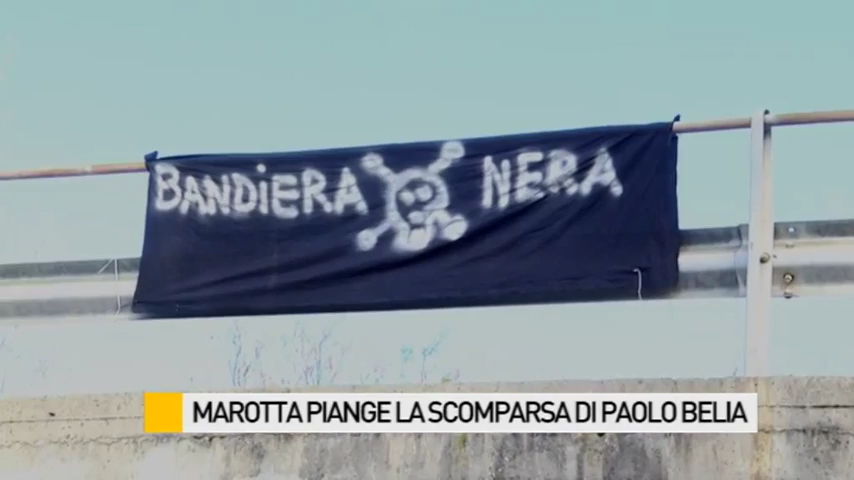 BANDiERA NERA
MAROTTA PIANGE LA SCOMPARSA DI PAOLO BELIA